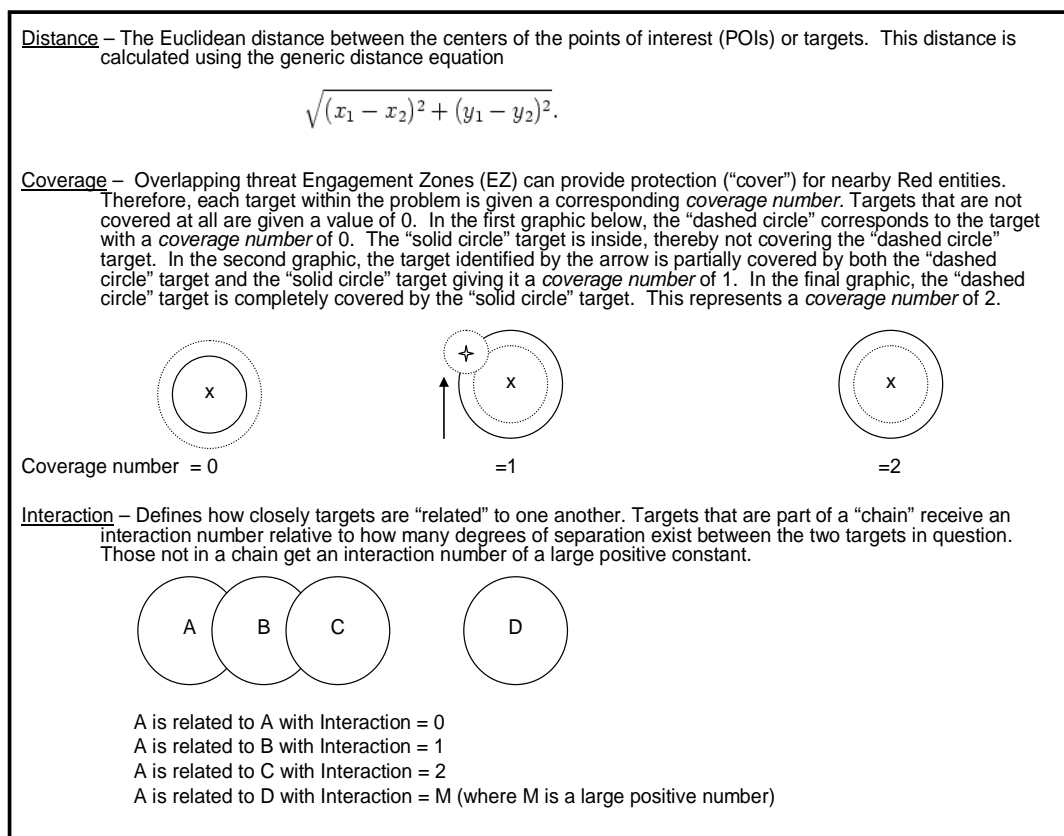 Distance – The Euclidean distance between the centers of the points of interest (POIs) or targets. This distance is
calculated using the generic distance equation
√(x₁ − x₂)² + (y₁ − y₂)².
Coverage – Overlapping threat Engagement Zones (EZ) can provide protection (“cover”) for nearby Red entities.
Therefore, each target within the problem is given a corresponding coverage number. Targets that are not
covered at all are given a value of 0. In the first graphic below, the “dashed circle” corresponds to the target
with a coverage number of 0. The “solid circle” target is inside, thereby not covering the “dashed circle”
target. In the second graphic, the target identified by the arrow is partially covered by both the “dashed
circle” target and the “solid circle” target giving it a coverage number of 1. In the final graphic, the “dashed
circle” target is completely covered by the “solid circle” target. This represents a coverage number of 2.
x x x
Coverage number = 0 =1 =2
Interaction – Defines how closely targets are “related” to one another. Targets that are part of a “chain” receive an
interaction number relative to how many degrees of separation exist between the two targets in question.
Those not in a chain get an interaction number of a large positive constant.
A B C D
A is related to A with Interaction = 0
A is related to B with Interaction = 1
A is related to C with Interaction = 2
A is related to D with Interaction = M (where M is a large positive number)